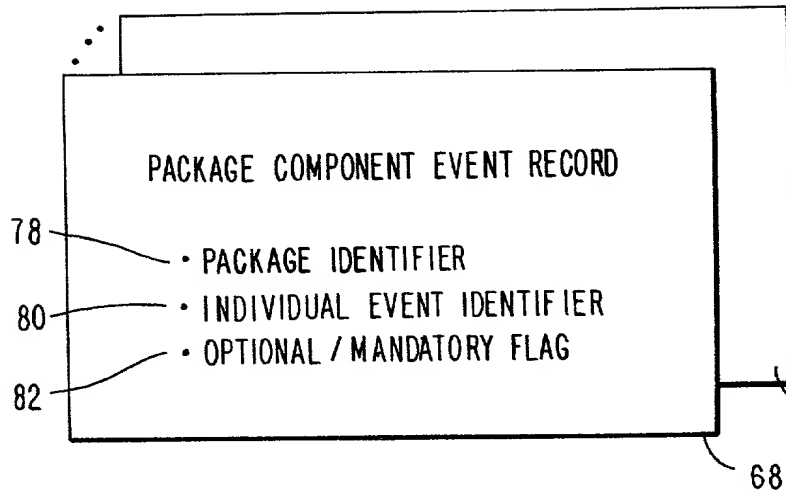 PACKAGE COMPONENT EVENT RECORD
78 • PACKAGE IDENTIFIER
80 • INDIVIDUAL EVENT IDENTIFIER
82 • OPTIONAL / MANDATORY FLAG
68